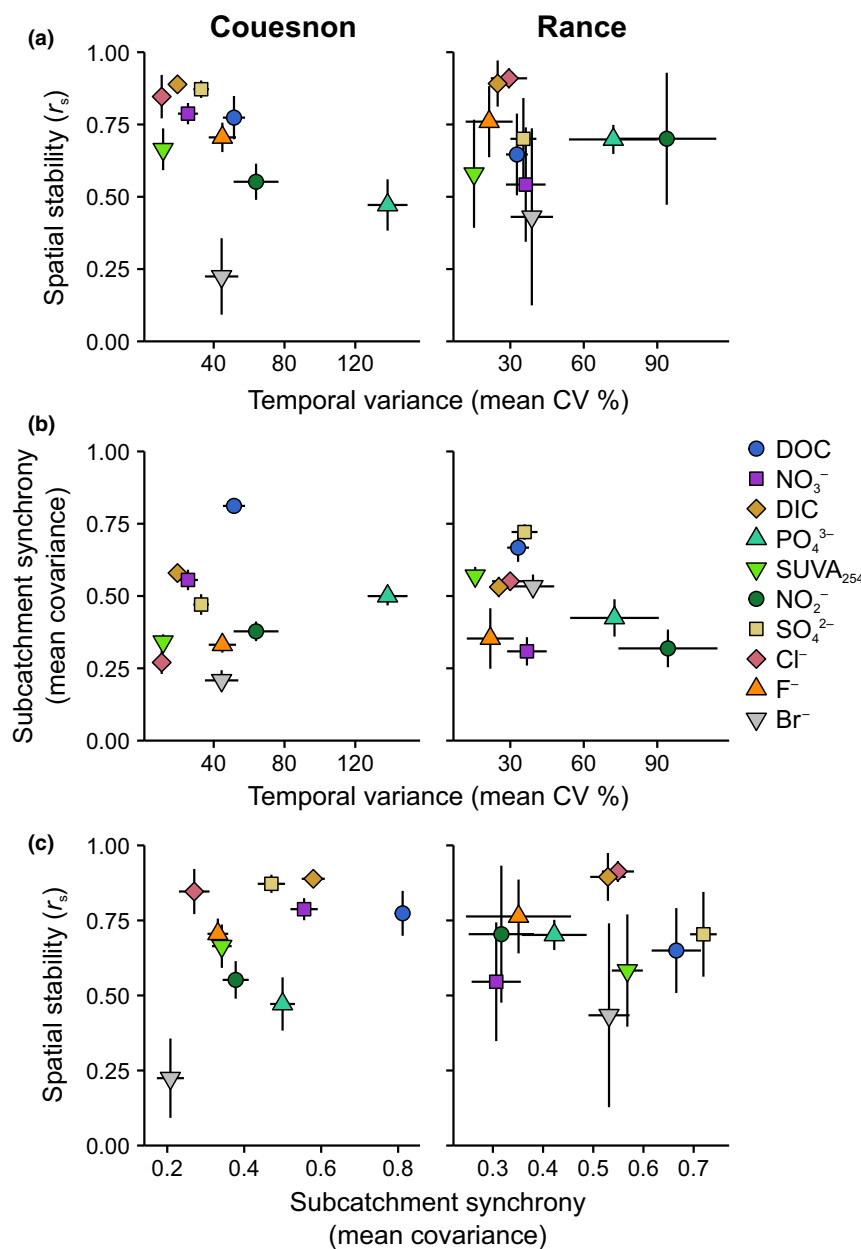 Couesnon
Rance
(a)
1.00
0.75
0.50
0.25
0.00
Spatial stability (rₛ)
40 80 120
30 60 90
Temporal variance (mean CV %)
(b)
1.00
0.75
0.50
0.25
0.00
Subcatchment synchrony
(mean covariance)
40 80 120
30 60 90
Temporal variance (mean CV %)
DOC
NO₃⁻
DIC
PO₄³⁻
SUVA₂₅₄
NO₂⁻
SO₄²⁻
Cl⁻
F⁻
Br⁻
(c)
1.00
0.75
0.50
0.25
0.00
Spatial stability (rₛ)
0.2 0.4 0.6 0.8
0.3 0.4 0.5 0.6 0.7
Subcatchment synchrony
(mean covariance)